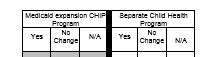 Medicaid expansion CHIP Program
Separate Child Health Program
Yes No Change N/A
Yes No Change N/A